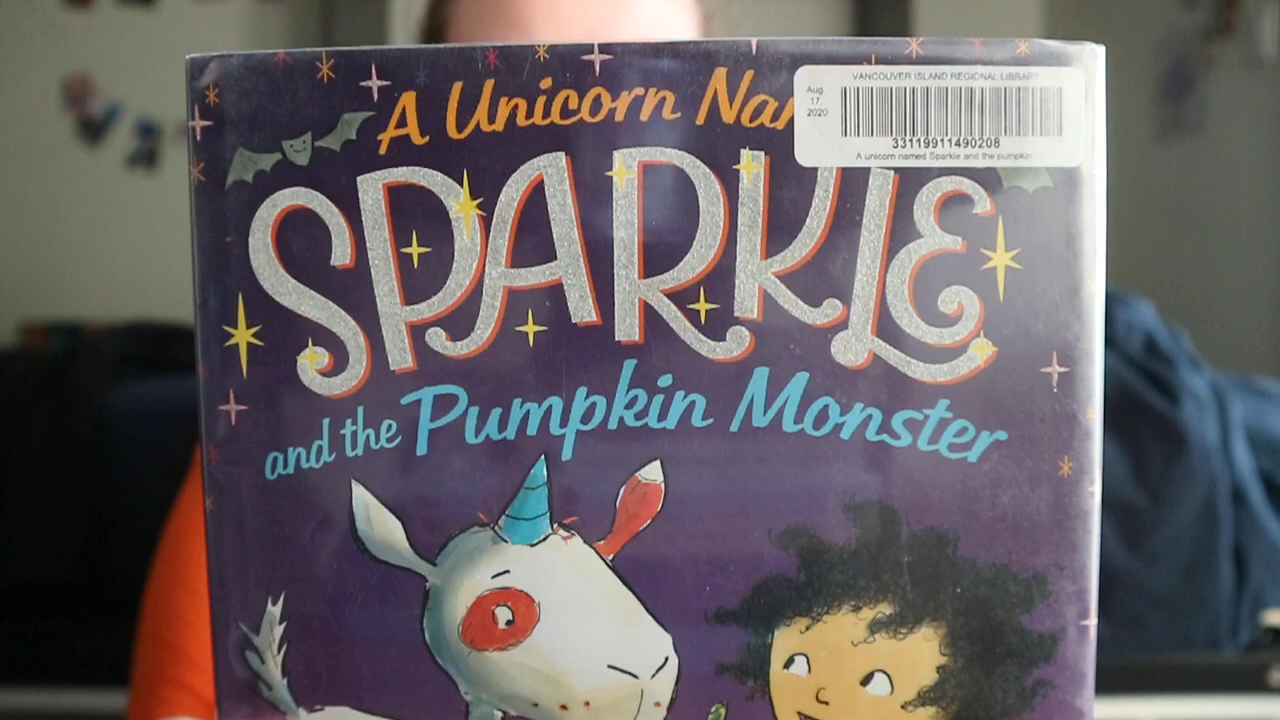 A Unicorn Nam
SPARKLE
and the Pumpkin Monster
VANCOUVER ISLAND REGIONAL LIBRARY
Aug.
17,
2020
33119911490208
A unicorn named Sparkle and the pumpkin